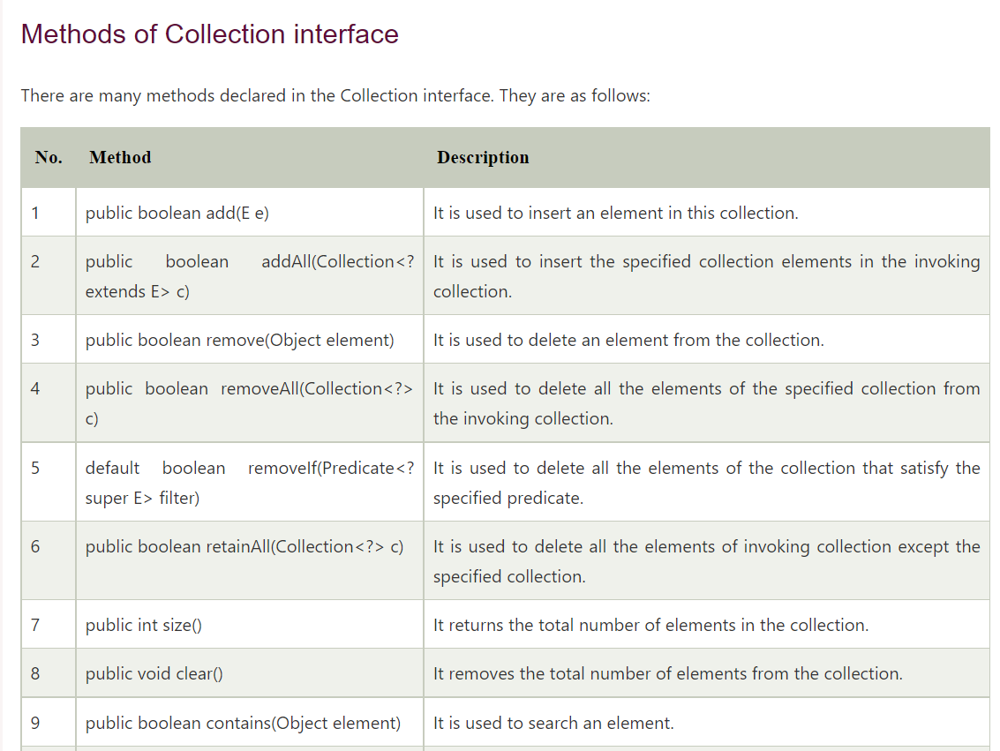 Methods of Collection interface
There are many methods declared in the Collection interface. They are as follows:
No. Method Description
1 public boolean add(E e) It is used to insert an element in this collection.
2 public boolean addAll(Collection<? It is used to insert the specified collection elements in the invoking
extends E> c) collection.
3 public boolean remove(Object element) It is used to delete an element from the collection.
4 public boolean removeAll(Collection<?> It is used to delete all the elements of the specified collection from
c) the invoking collection.
5 default boolean removeIf(Predicate<? It is used to delete all the elements of the collection that satisfy the
super E> filter) specified predicate.
6 public boolean retainAll(Collection<?> c) It is used to delete all the elements of invoking collection except the
specified collection.
7 public int size() It returns the total number of elements in the collection.
8 public void clear() It removes the total number of elements from the collection.
9 public boolean contains(Object element) It is used to search an element.